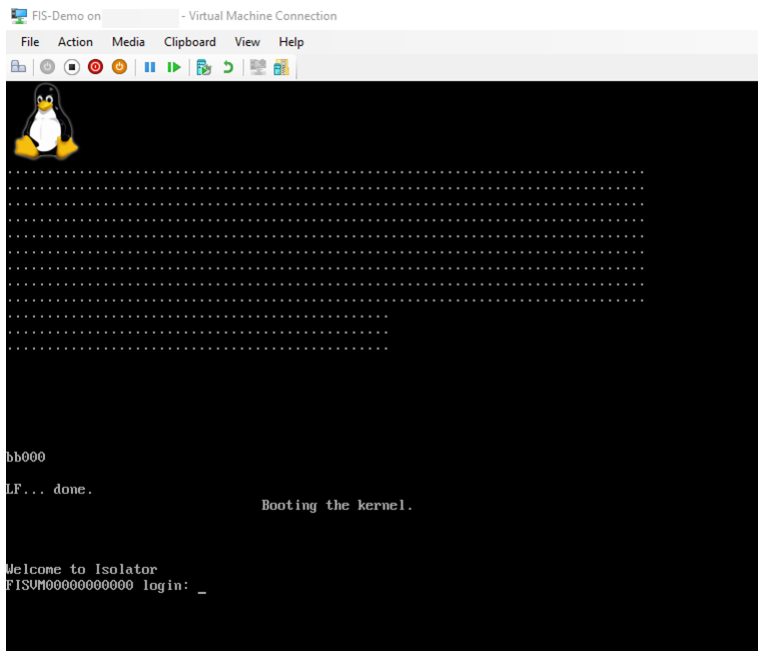 FIS-Demo on - Virtual Machine Connection
File Action Media Clipboard View Help
................................................................................
................................................................................
................................................................................
................................................................................
................................................................................
................................................................................
................................................................................
................................................................................
................................................................................
................................................
................................................
................................................
bb000
LF... done.
Booting the kernel.
Welcome to Isolator
FISVM00000000000 login: _